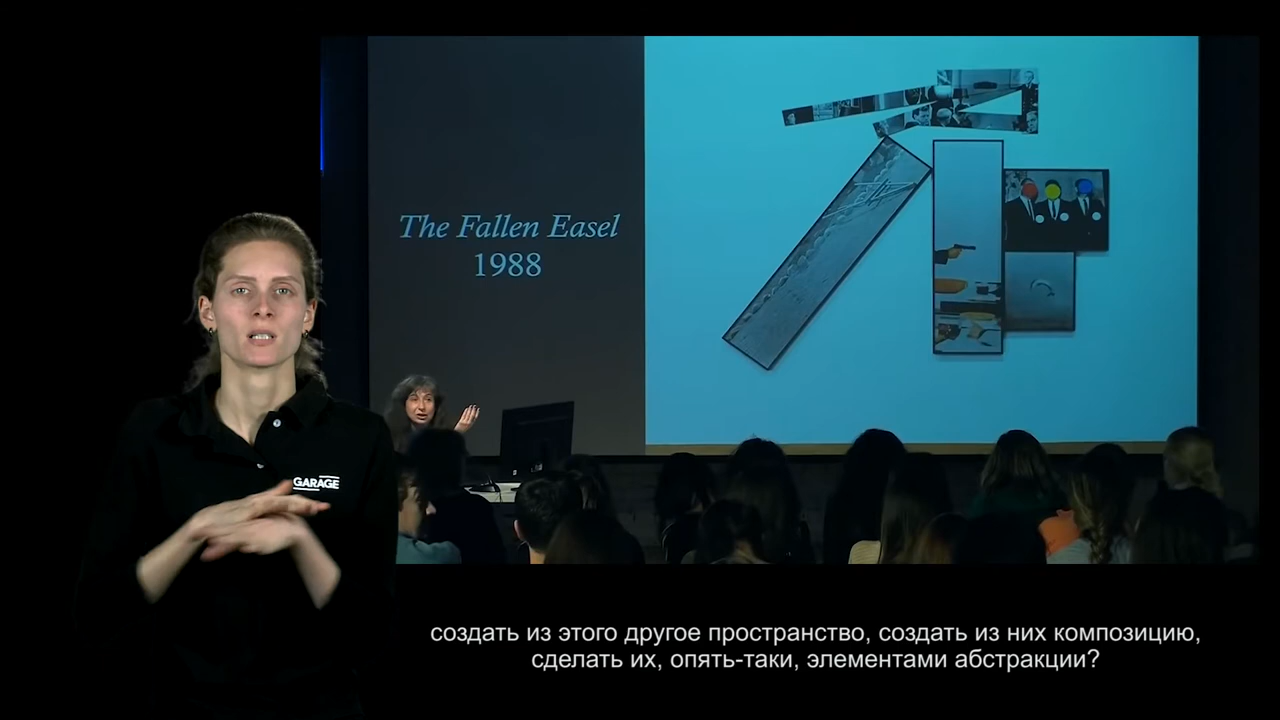 The Fallen Easel
1988
GARAGE
создать из этого другое пространство, создать из них композицию,
сделать их, опять-таки, элементами абстракции?